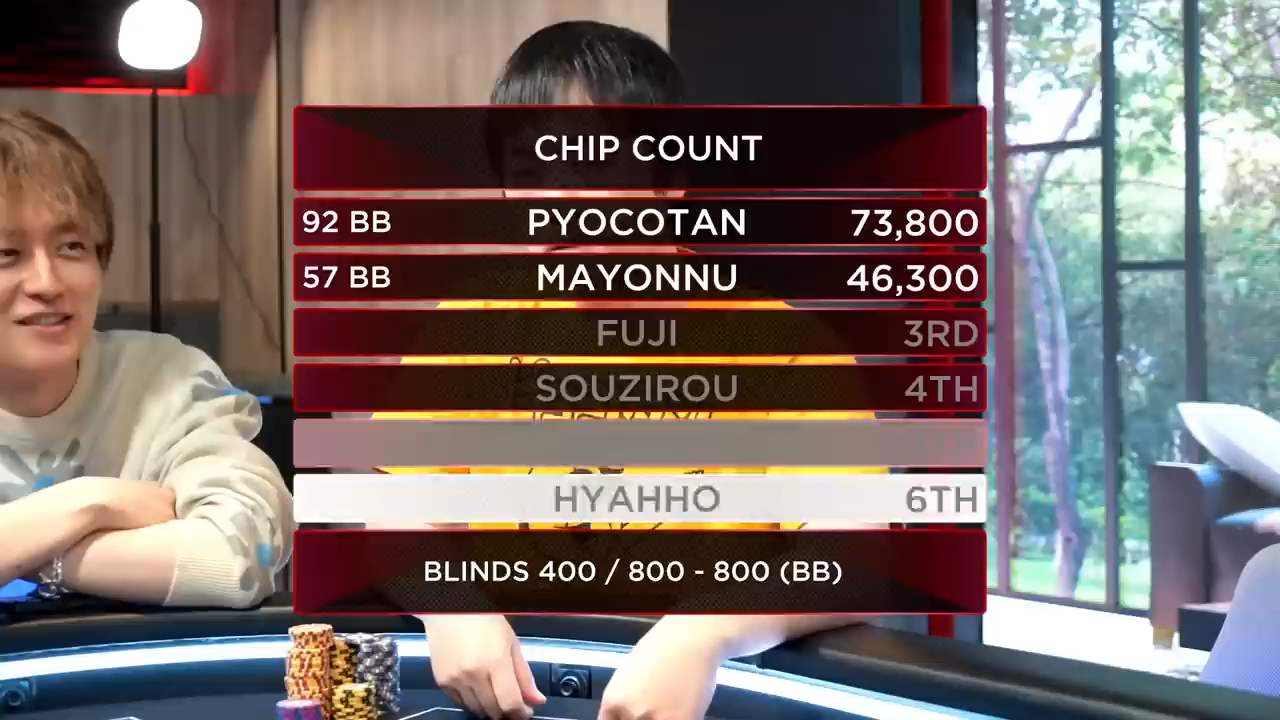 CHIP COUNT
92 BB PYOCOTAN 73,800
57 BB MAYONNU 46,300
FUJI 3RD
SOUZIROU 4TH
HYAHHO 6TH
BLINDS 400 / 800 - 800 (BB)